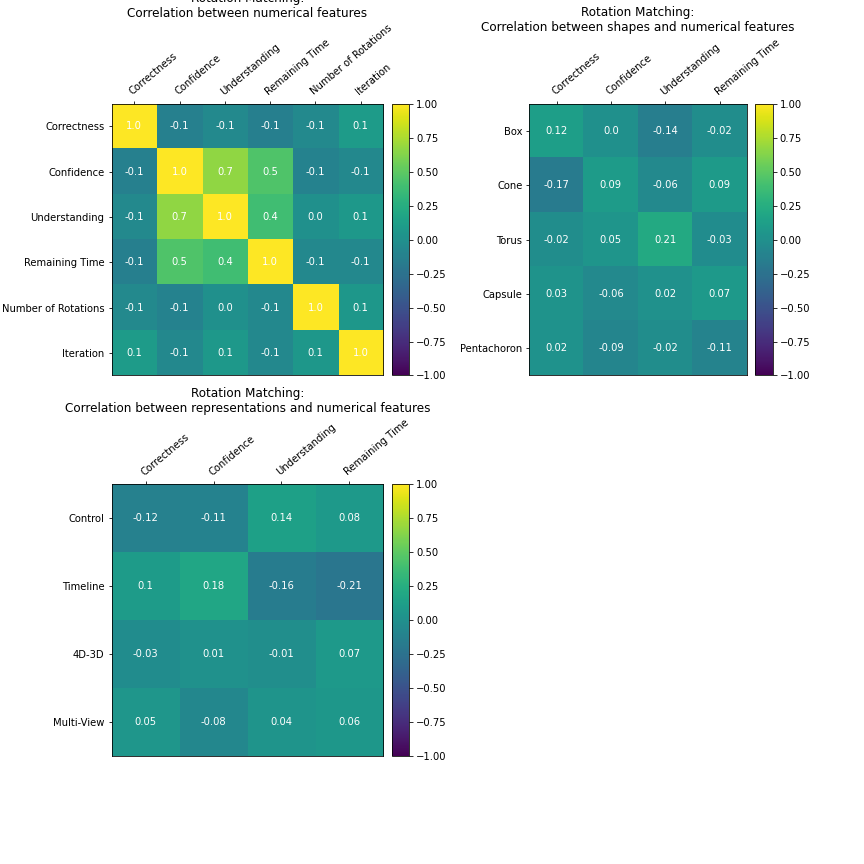 Rotation Matching:
Correlation between numerical features
Correctness Confidence Understanding Remaining Time Number of Rotations Iteration
Correctness 1.0 -0.1 -0.1 -0.1 -0.1 0.1
Confidence -0.1 1.0 0.7 0.5 -0.1 -0.1
Understanding -0.1 0.7 1.0 0.4 0.0 0.1
Remaining Time -0.1 0.5 0.4 1.0 -0.1 -0.1
Number of Rotations -0.1 -0.1 0.0 -0.1 1.0 0.1
Iteration 0.1 -0.1 0.1 -0.1 0.1 1.0
1.00
0.75
0.50
0.25
0.00
−0.25
−0.50
−0.75
−1.00
Rotation Matching:
Correlation between shapes and numerical features
Correctness Confidence Understanding Remaining Time
Box 0.12 0.0 -0.14 -0.02
Cone -0.17 0.09 -0.06 0.09
Torus -0.02 0.05 0.21 -0.03
Capsule 0.03 -0.06 0.02 0.07
Pentachoron 0.02 -0.09 -0.02 -0.11
1.00
0.75
0.50
0.25
0.00
−0.25
−0.50
−0.75
−1.00
Rotation Matching:
Correlation between representations and numerical features
Correctness Confidence Understanding Remaining Time
Control -0.12 -0.11 0.14 0.08
Timeline 0.1 0.18 -0.16 -0.21
4D-3D -0.03 0.01 -0.01 0.07
Multi-View 0.05 -0.08 0.04 0.06
1.00
0.75
0.50
0.25
0.00
−0.25
−0.50
−0.75
−1.00